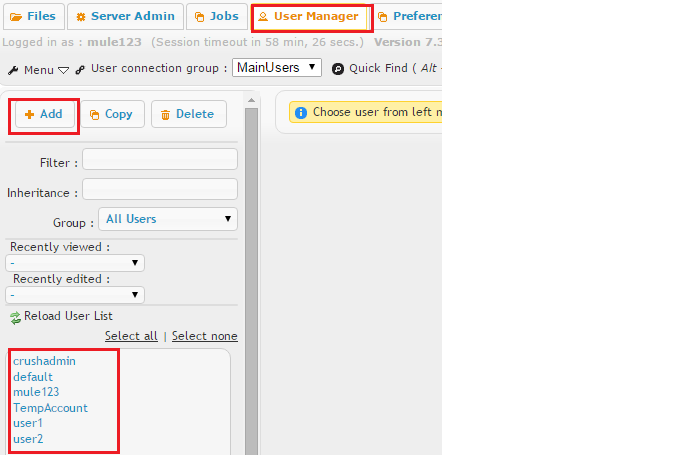 Files Server Admin Jobs User Manager Preferen
Logged in as : mule123 (Session timeout in 58 min, 26 secs.) Version 7.3
Menu User connection group : MainUsers Quick Find ( Alt
Add Copy Delete
Choose user from left m
Filter :
Inheritance :
Group : All Users
Recently viewed :
-
Recently edited :
-
Reload User List
Select all | Select none
crushadmin
default
mule123
TempAccount
user1
user2